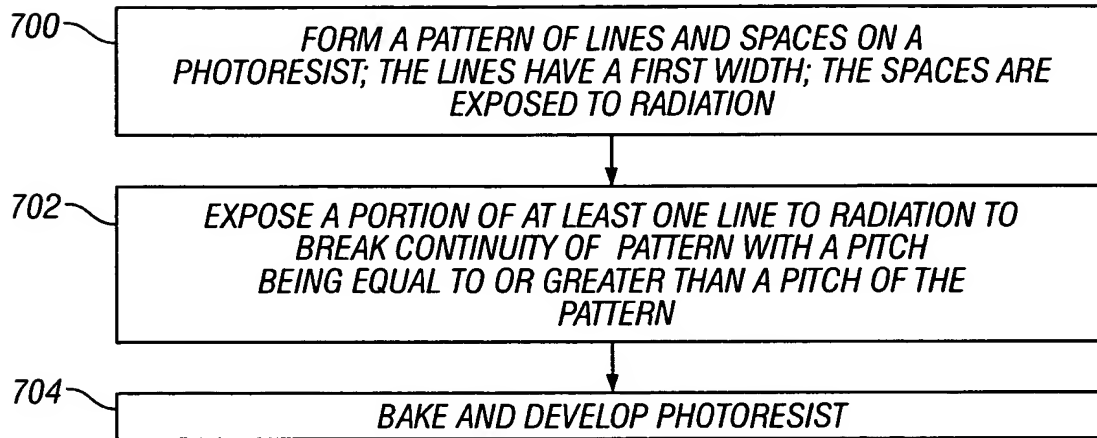 700
FORM A PATTERN OF LINES AND SPACES ON A
PHOTORESIST; THE LINES HAVE A FIRST WIDTH; THE SPACES ARE
EXPOSED TO RADIATION
702
EXPOSE A PORTION OF AT LEAST ONE LINE TO RADIATION TO
BREAK CONTINUITY OF PATTERN WITH A PITCH
BEING EQUAL TO OR GREATER THAN A PITCH OF THE
PATTERN
704
BAKE AND DEVELOP PHOTORESIST